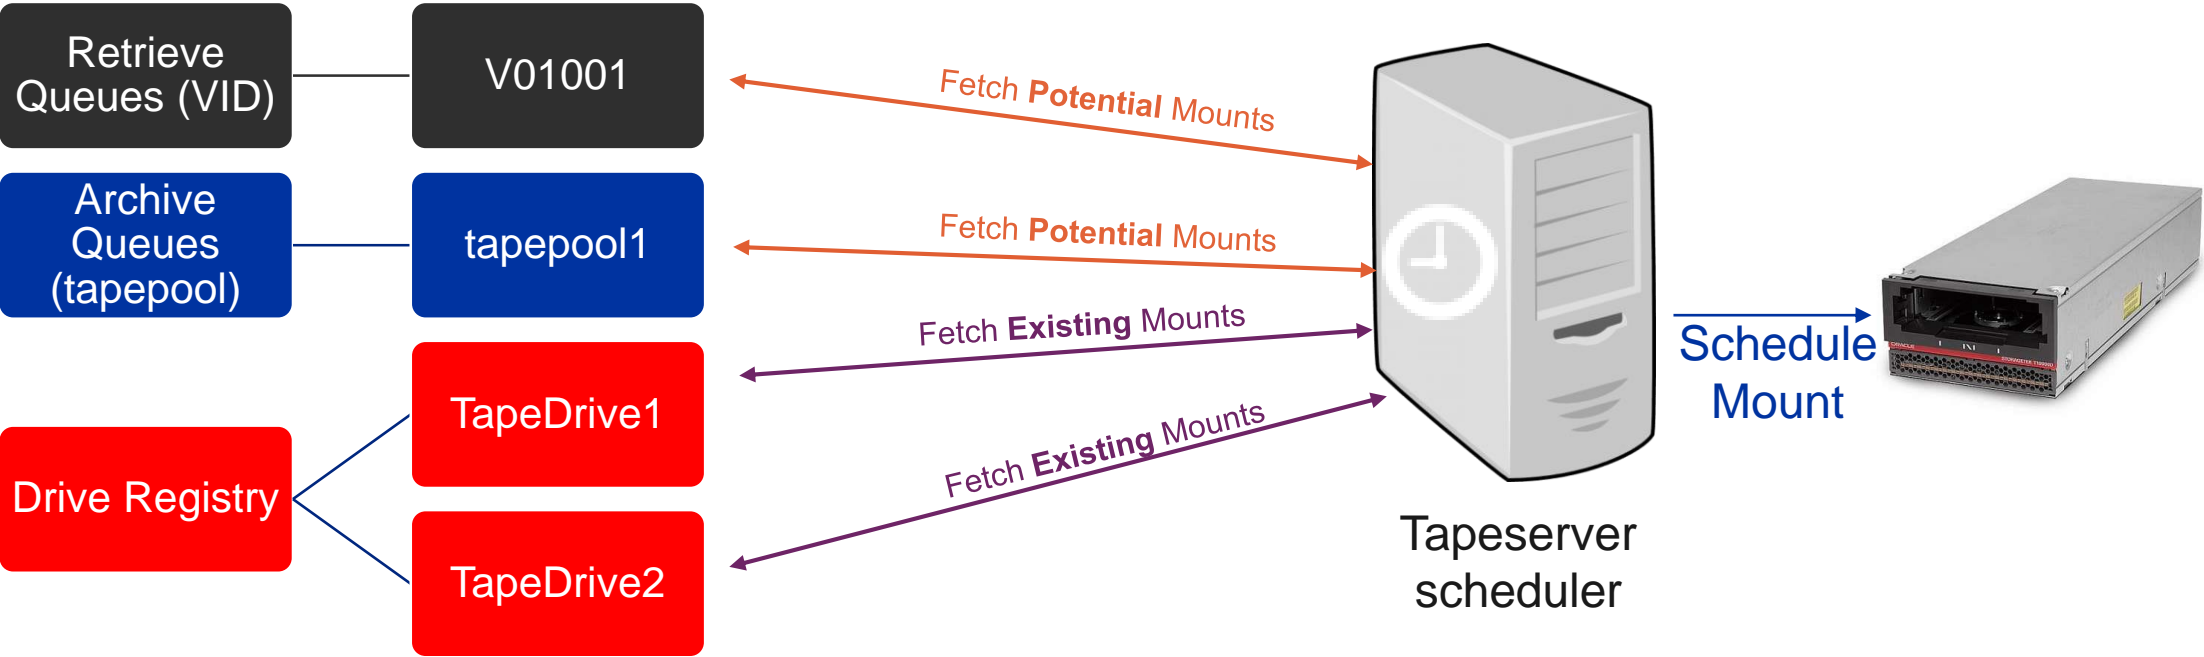 Retrieve
Queues (VID)
V01001
Fetch Potential Mounts
Archive
Queues
(tapepool)
tapepool1
Fetch Potential Mounts
Fetch Existing Mounts
TapeDrive1
Drive Registry
Fetch Existing Mounts
TapeDrive2
Tapeserver
scheduler
Schedule
Mount
ORACLE